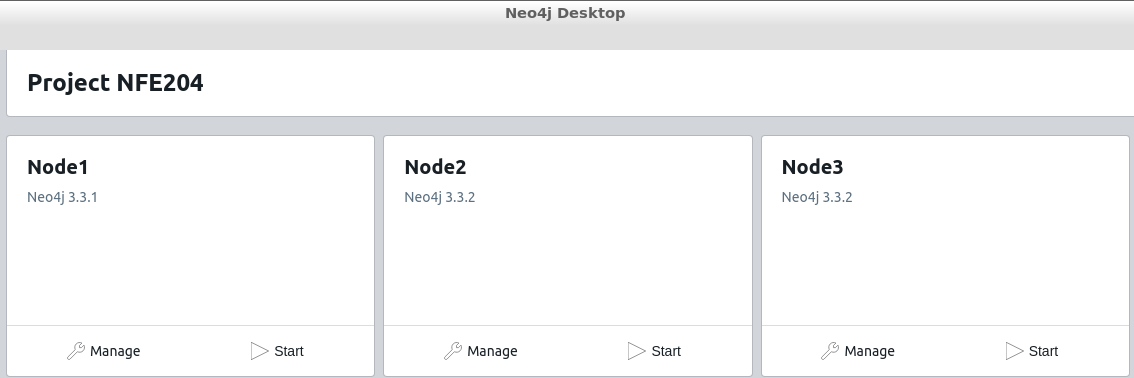 Neo4j Desktop
Project NFE204
Node1
Neo4j 3.3.1
Manage
Start
Node2
Neo4j 3.3.2
Manage
Start
Node3
Neo4j 3.3.2
Manage
Start